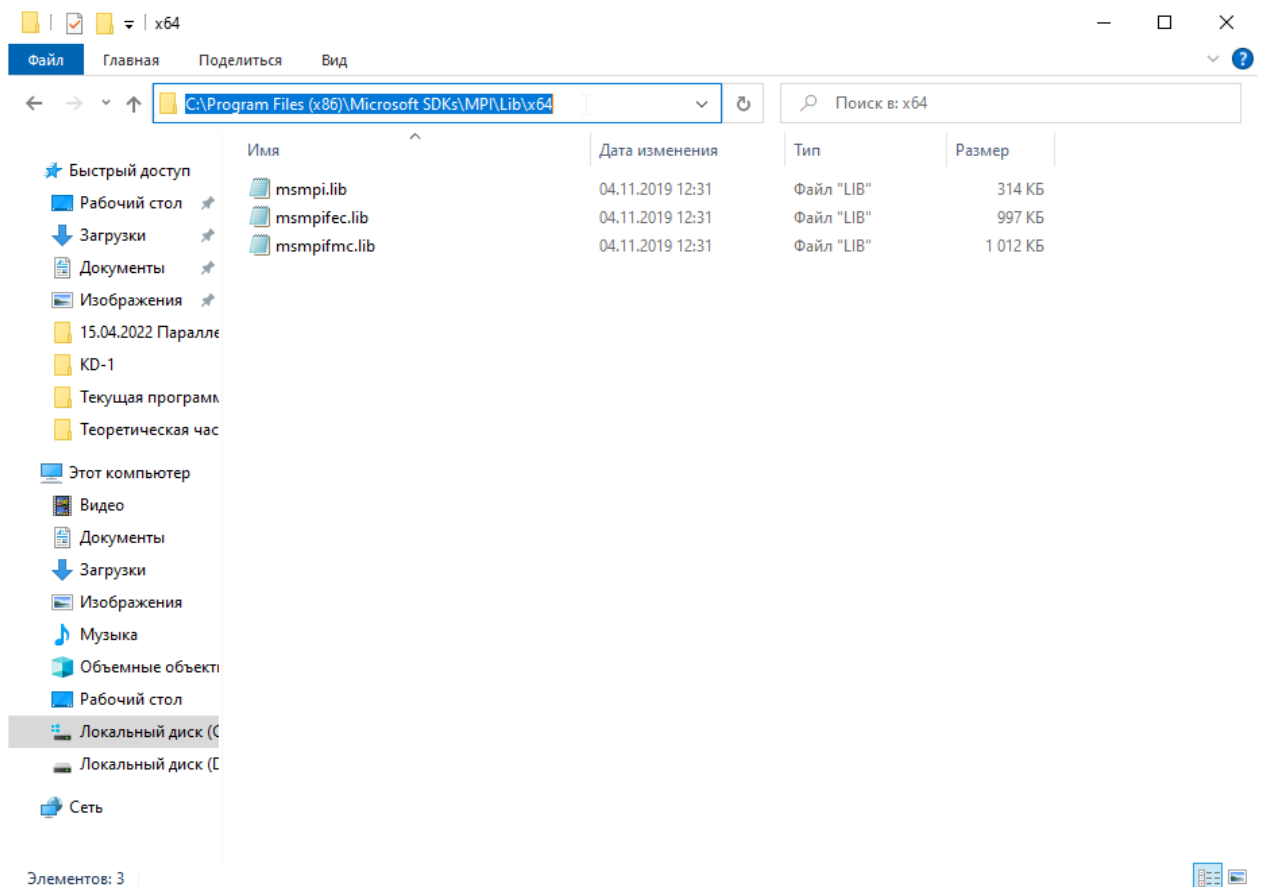 x64
Файл Главная Поделиться Вид
C:\Program Files (x86)\Microsoft SDKs\MPI\Lib\x64 Поиск в: x64
Быстрый доступ
Рабочий стол
Загрузки
Документы
Изображения
15.04.2022 Паралле
KD-1
Текущая программ
Теоретическая час
Этот компьютер
Видео
Документы
Загрузки
Изображения
Музыка
Объемные объекты
Рабочий стол
Локальный диск (C
Локальный диск (D
Сеть
Имя Дата изменения Тип Размер
msmpi.lib 04.11.2019 12:31 Файл "LIB" 314 КБ
msmpifec.lib 04.11.2019 12:31 Файл "LIB" 997 КБ
msmpifmc.lib 04.11.2019 12:31 Файл "LIB" 1 012 КБ
Элементов: 3